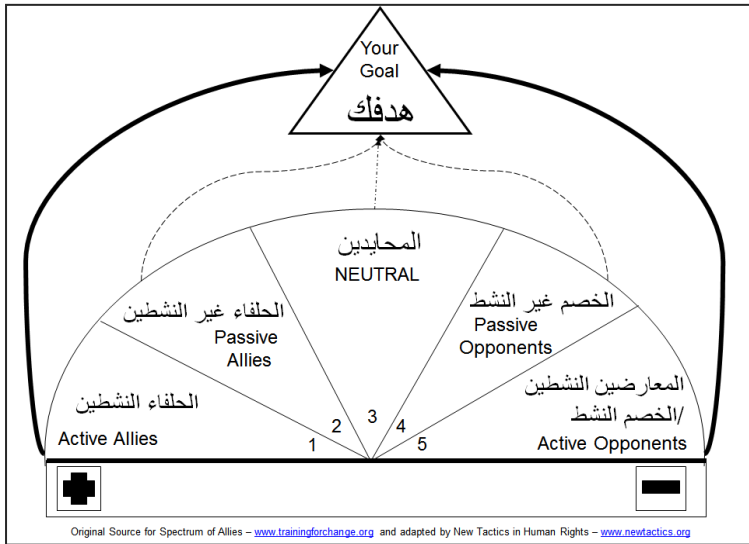 Your
Goal
هدفك
المحايدين
NEUTRAL
الحلفاء غير النشطين
Passive
Allies
الخصم غير النشط
Passive
Opponents
الحلفاء النشطين
Active Allies
المعارضين النشطين
/الخصم النشط
Active Opponents
1
2
3
4
5
Original Source for Spectrum of Allies – www.trainingforchange.org and adapted by New Tactics in Human Rights – www.newtactics.org